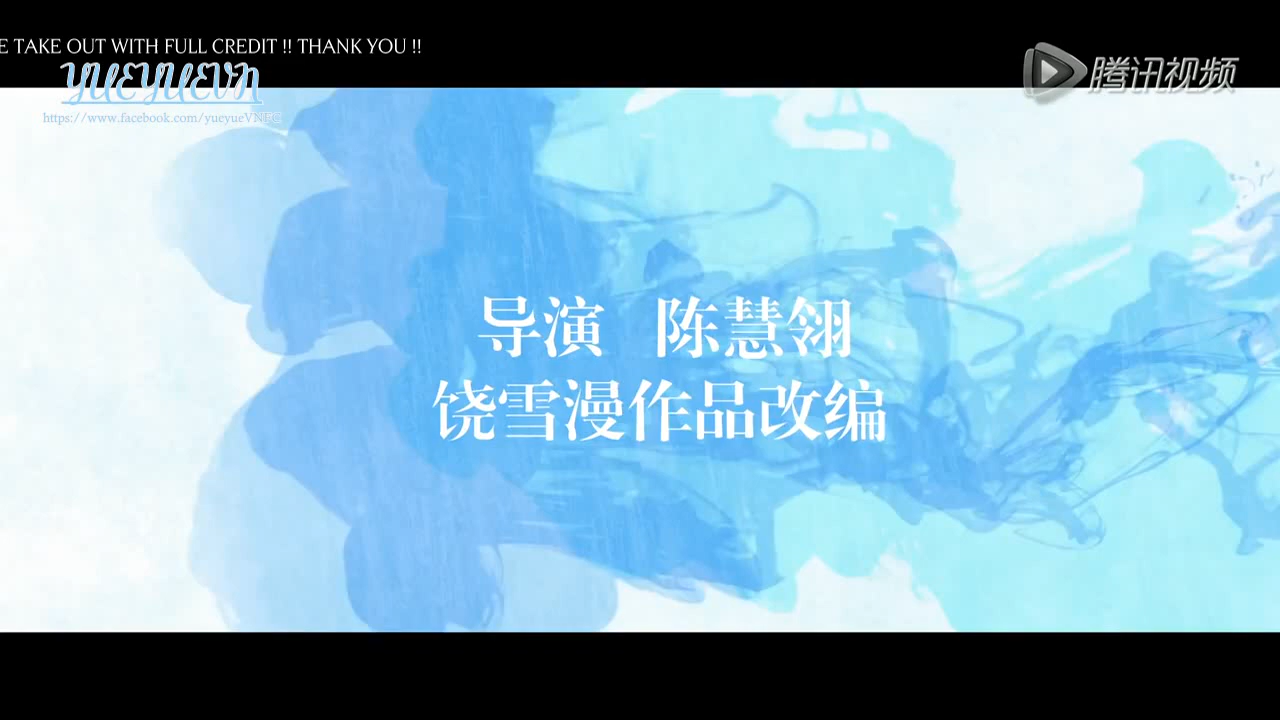 E TAKE OUT WITH FULL CREDIT !! THANK YOU !!
YUEYUEVN
https://www.facebook.com/yueyueVNFC
腾讯视频
导演 陈慧翎
饶雪漫作品改编